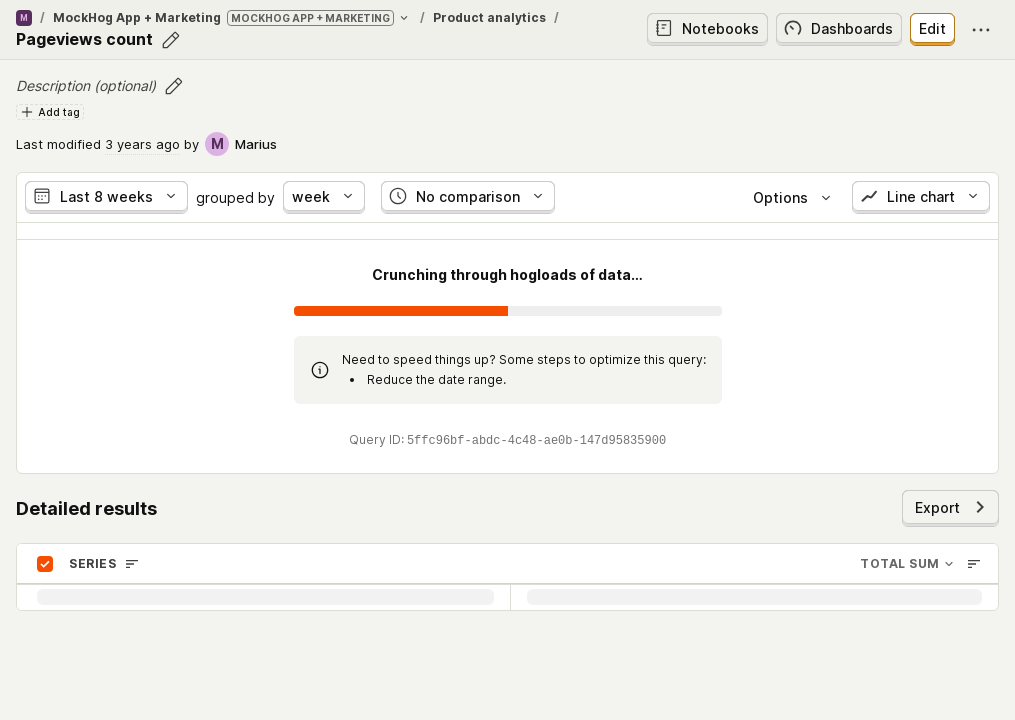 M / MockHog App + Marketing MOCKHOG APP + MARKETING / Product analytics /
Pageviews count
Notebooks
Dashboards
Edit
Description (optional)
Add tag
Last modified 3 years ago by M Marius
Last 8 weeks grouped by week No comparison Options Line chart
Crunching through hogloads of data...
Need to speed things up? Some steps to optimize this query:
• Reduce the date range.
Query ID: 5ffc96bf-abdc-4c48-ae0b-147d95835900
Detailed results
Export
SERIES TOTAL SUM